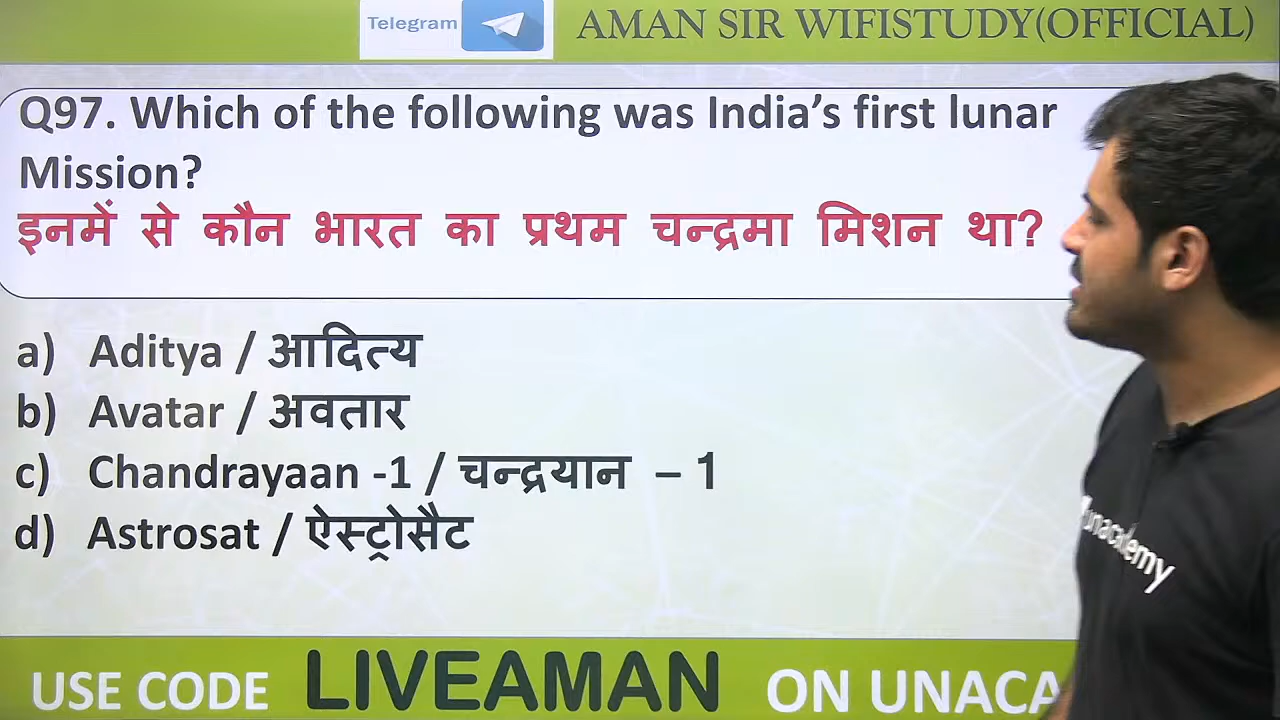 Telegram
AMAN SIR WIFISTUDY(OFFICIAL)
Q97. Which of the following was India’s first lunar
Mission?
इनमें से कौन भारत का प्रथम चन्द्रमा मिशन था?
a) Aditya / आदित्य
b) Avatar / अवतार
c) Chandrayaan -1 / चन्द्रयान – 1
d) Astrosat / ऐस्ट्रोसैट
unacademy
USE CODE LIVEAMAN ON UNACA